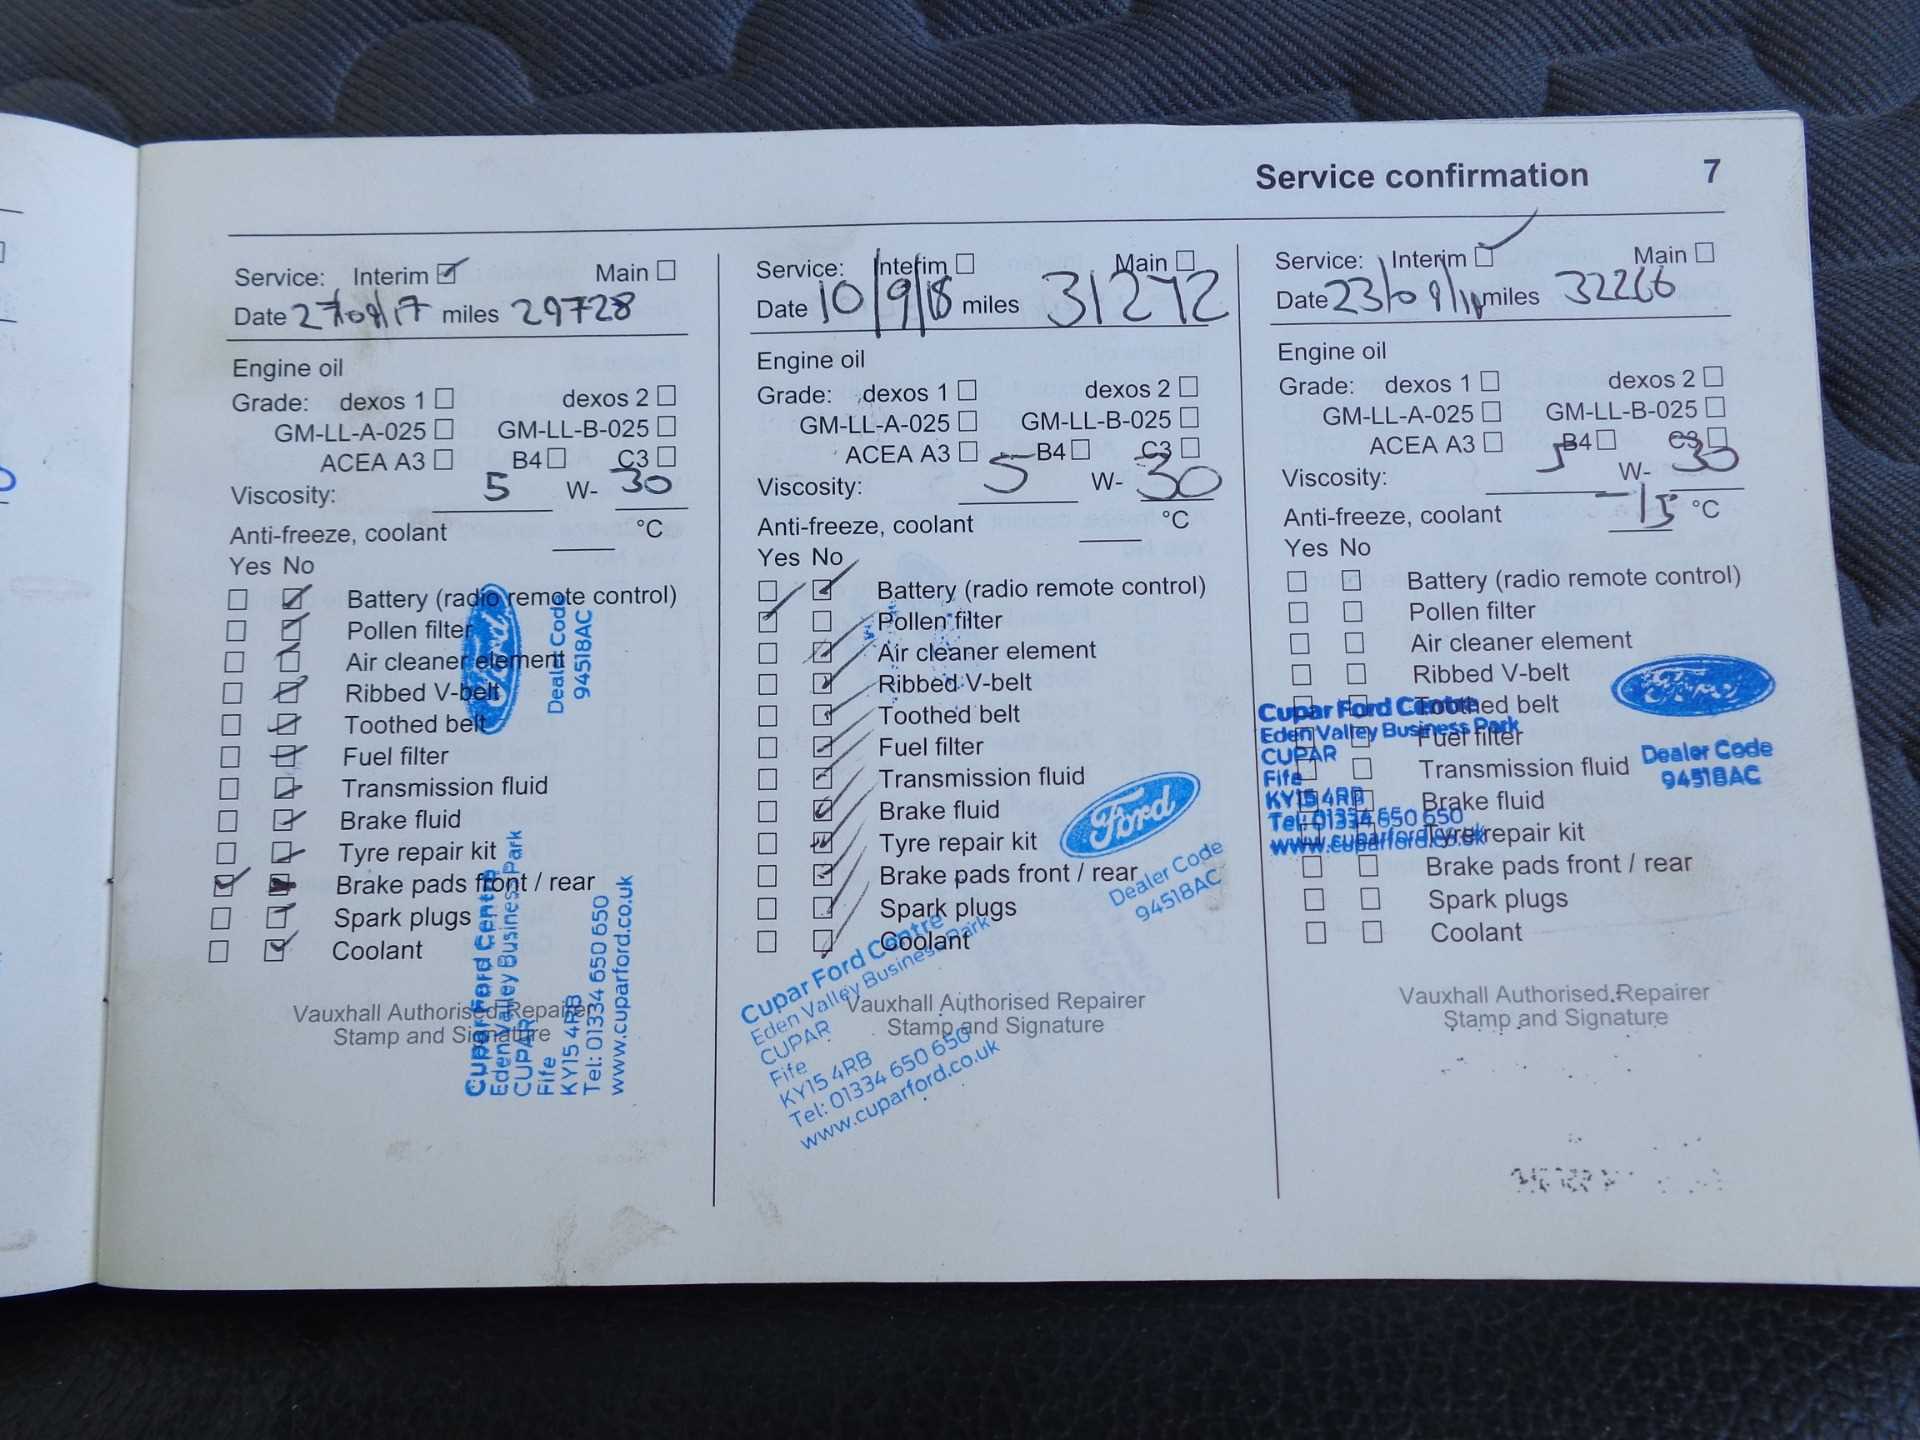 Service confirmation 7
Service: Interim Main
Date 27/09/17 miles 29728
Engine oil
Grade: dexos 1 dexos 2
GM-LL-A-025 GM-LL-B-025
ACEA A3 B4 C3
Viscosity: 5 W- 30
Anti-freeze, coolant °C
Yes No
Battery (radio remote control)
Pollen filter
Air cleaner element
Ribbed V-belt
Toothed belt
Fuel filter
Transmission fluid
Brake fluid
Tyre repair kit
Brake pads front / rear
Spark plugs
Coolant
Vauxhall Authorised Repairer
Stamp and Signature
Ford
Dealer Code
94518AC
Cupar Ford Centre
Eden Valley Business Park
CUPAR
Fife
KY15 4RB
Tel: 01334 650 650
www.cuparford.co.uk
Service: Interim Main
Date 10/9/18 miles 31272
Engine oil
Grade: dexos 1 dexos 2
GM-LL-A-025 GM-LL-B-025
ACEA A3 B4 C3
Viscosity: 5 W- 30
Anti-freeze, coolant °C
Yes No
Battery (radio remote control)
Pollen filter
Air cleaner element
Ribbed V-belt
Toothed belt
Fuel filter
Transmission fluid
Brake fluid
Tyre repair kit
Brake pads front / rear
Spark plugs
Coolant
Ford
Dealer Code
94518AC
Cupar Ford Centre
Eden Valley Business Park
CUPAR
Fife
KY15 4RB
Tel: 01334 650 650
www.cuparford.co.uk
Vauxhall Authorised Repairer
Stamp and Signature
Service: Interim Main
Date miles 32266
Engine oil
Grade: dexos 1 dexos 2
GM-LL-A-025 GM-LL-B-025
ACEA A3 B4 C3
Viscosity: 5 W- 30
Anti-freeze, coolant -15 °C
Yes No
Battery (radio remote control)
Pollen filter
Air cleaner element
Ribbed V-belt
Toothed belt
Fuel filter
Transmission fluid
Brake fluid
Tyre repair kit
Brake pads front / rear
Spark plugs
Coolant
Ford
Dealer Code
94518AC
Cupar Ford Centre
Eden Valley Business Park
CUPAR
Fife
KY15 4RB
Tel: 01334 650 650
www.cuparford.co.uk
Vauxhall Authorised Repairer
Stamp and Signature